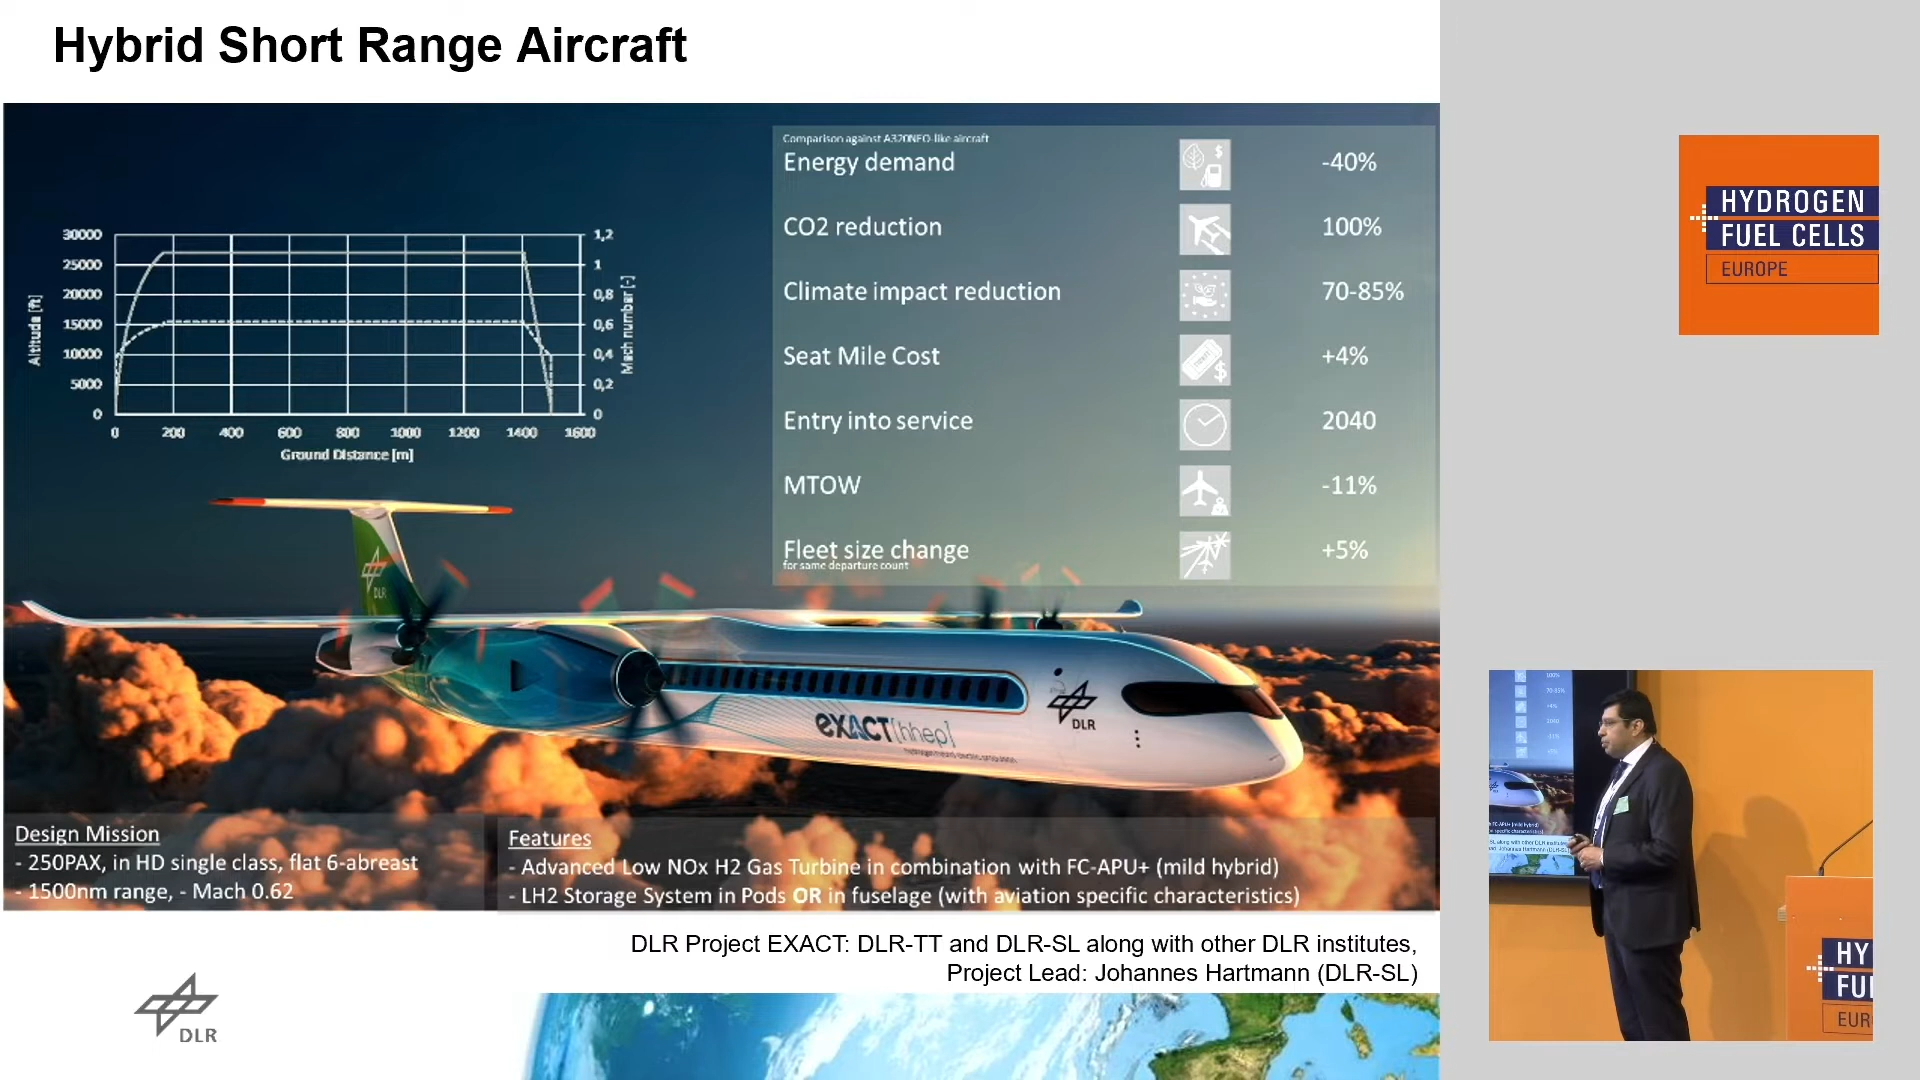 Hybrid Short Range Aircraft
Comparison against A320NEO-like aircraft
Energy demand -40%
CO2 reduction 100%
Climate impact reduction 70-85%
Seat Mile Cost +4%
Entry into service 2040
MTOW -11%
Fleet size change +5%
for same departure count
30000 1,2
25000 1
20000 0,8
15000 0,6
10000 0,4
5000 0,2
0 0
0 200 400 600 800 1000 1200 1400 1600
Altitude [ft]
Mach number [-]
Ground Distance [m]
DLR
exACT[hhep]
DLR
Design Mission
- 250PAX, in HD single class, flat 6-abreast
- 1500nm range, - Mach 0.62
Features
- Advanced Low NOx H2 Gas Turbine in combination with FC-APU+ (mild hybrid)
- LH2 Storage System in Pods OR in fuselage (with aviation specific characteristics)
DLR Project EXACT: DLR-TT and DLR-SL along with other DLR institutes,
Project Lead: Johannes Hartmann (DLR-SL)
DLR
HYDROGEN
FUEL CELLS
EUROPE
HY
FU
EUR